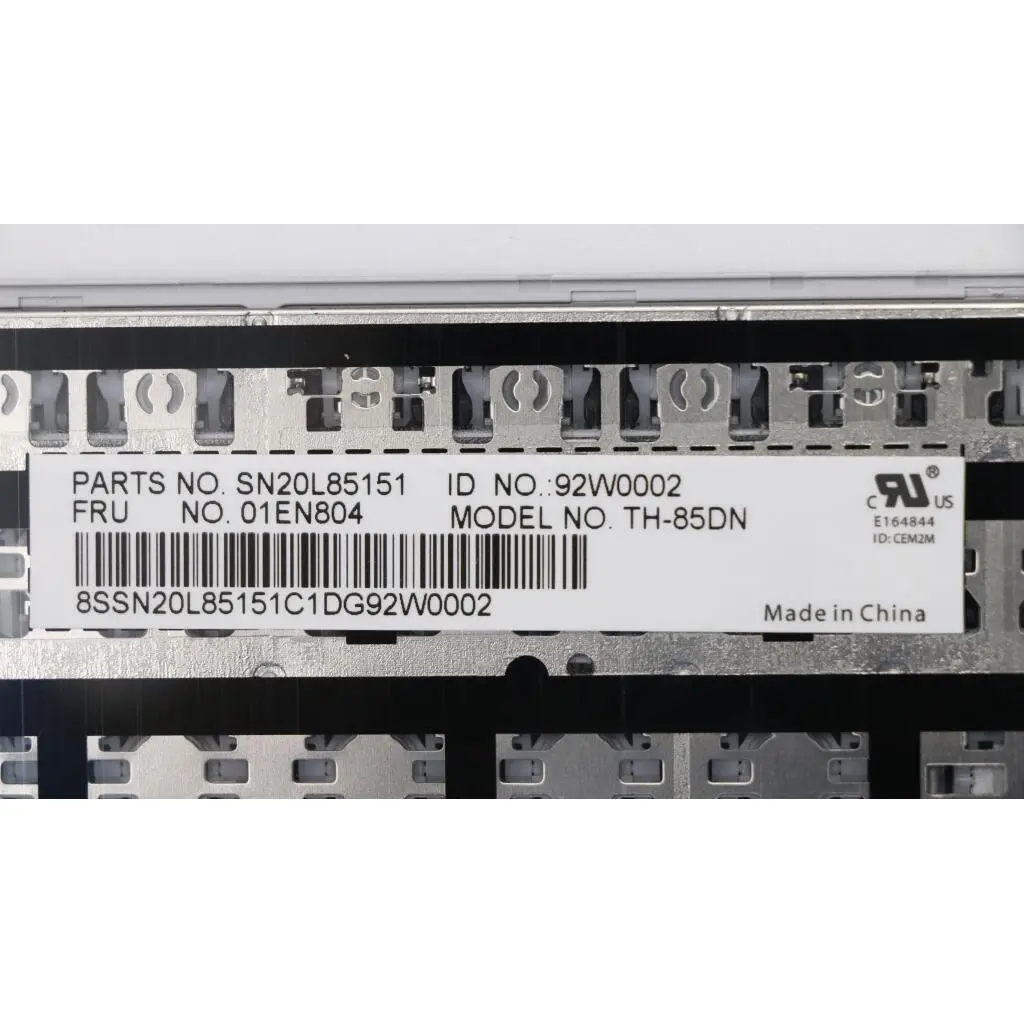 PARTS NO. SN20L85151 ID NO.:92W0002
FRU NO. 01EN804 MODEL NO. TH-85DN
8SSN20L85151C1DG92W0002
c RU ® US
E164844
ID: CEM2M
Made in China